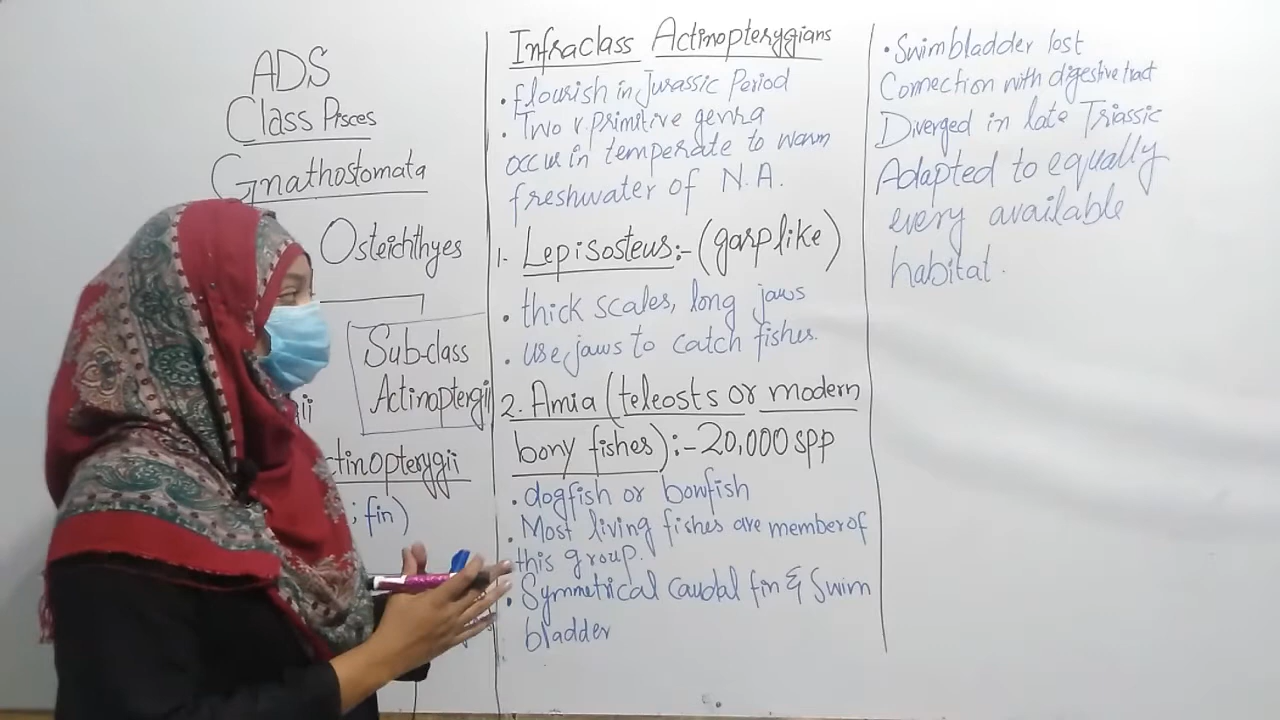 ADS
Class Pisces
Gnathostomata
Osteichthyes
Sub-class
Actinoptergii
ctinopterygii
; fin)
Infraclass Actinopterygians
• flourish in Jurassic Period
• Two v.primitive genra
occur in temperate to warm
freshwater of N.A.
1. Lepisosteus:- (garplike)
• thick scales, long jaws
• use jaws to catch fishes.
2. Amia (teleosts or modern
bony fishes):- 20,000 spp
• dogfish or bowfish
• Most living fishes are member of
this group.
• Symmetrical caudal fin & Swim
bladder
• Swimbladder lost
Connection with digestive tract
Diverged in late Triassic
Adapted to equally
every available
habitat.